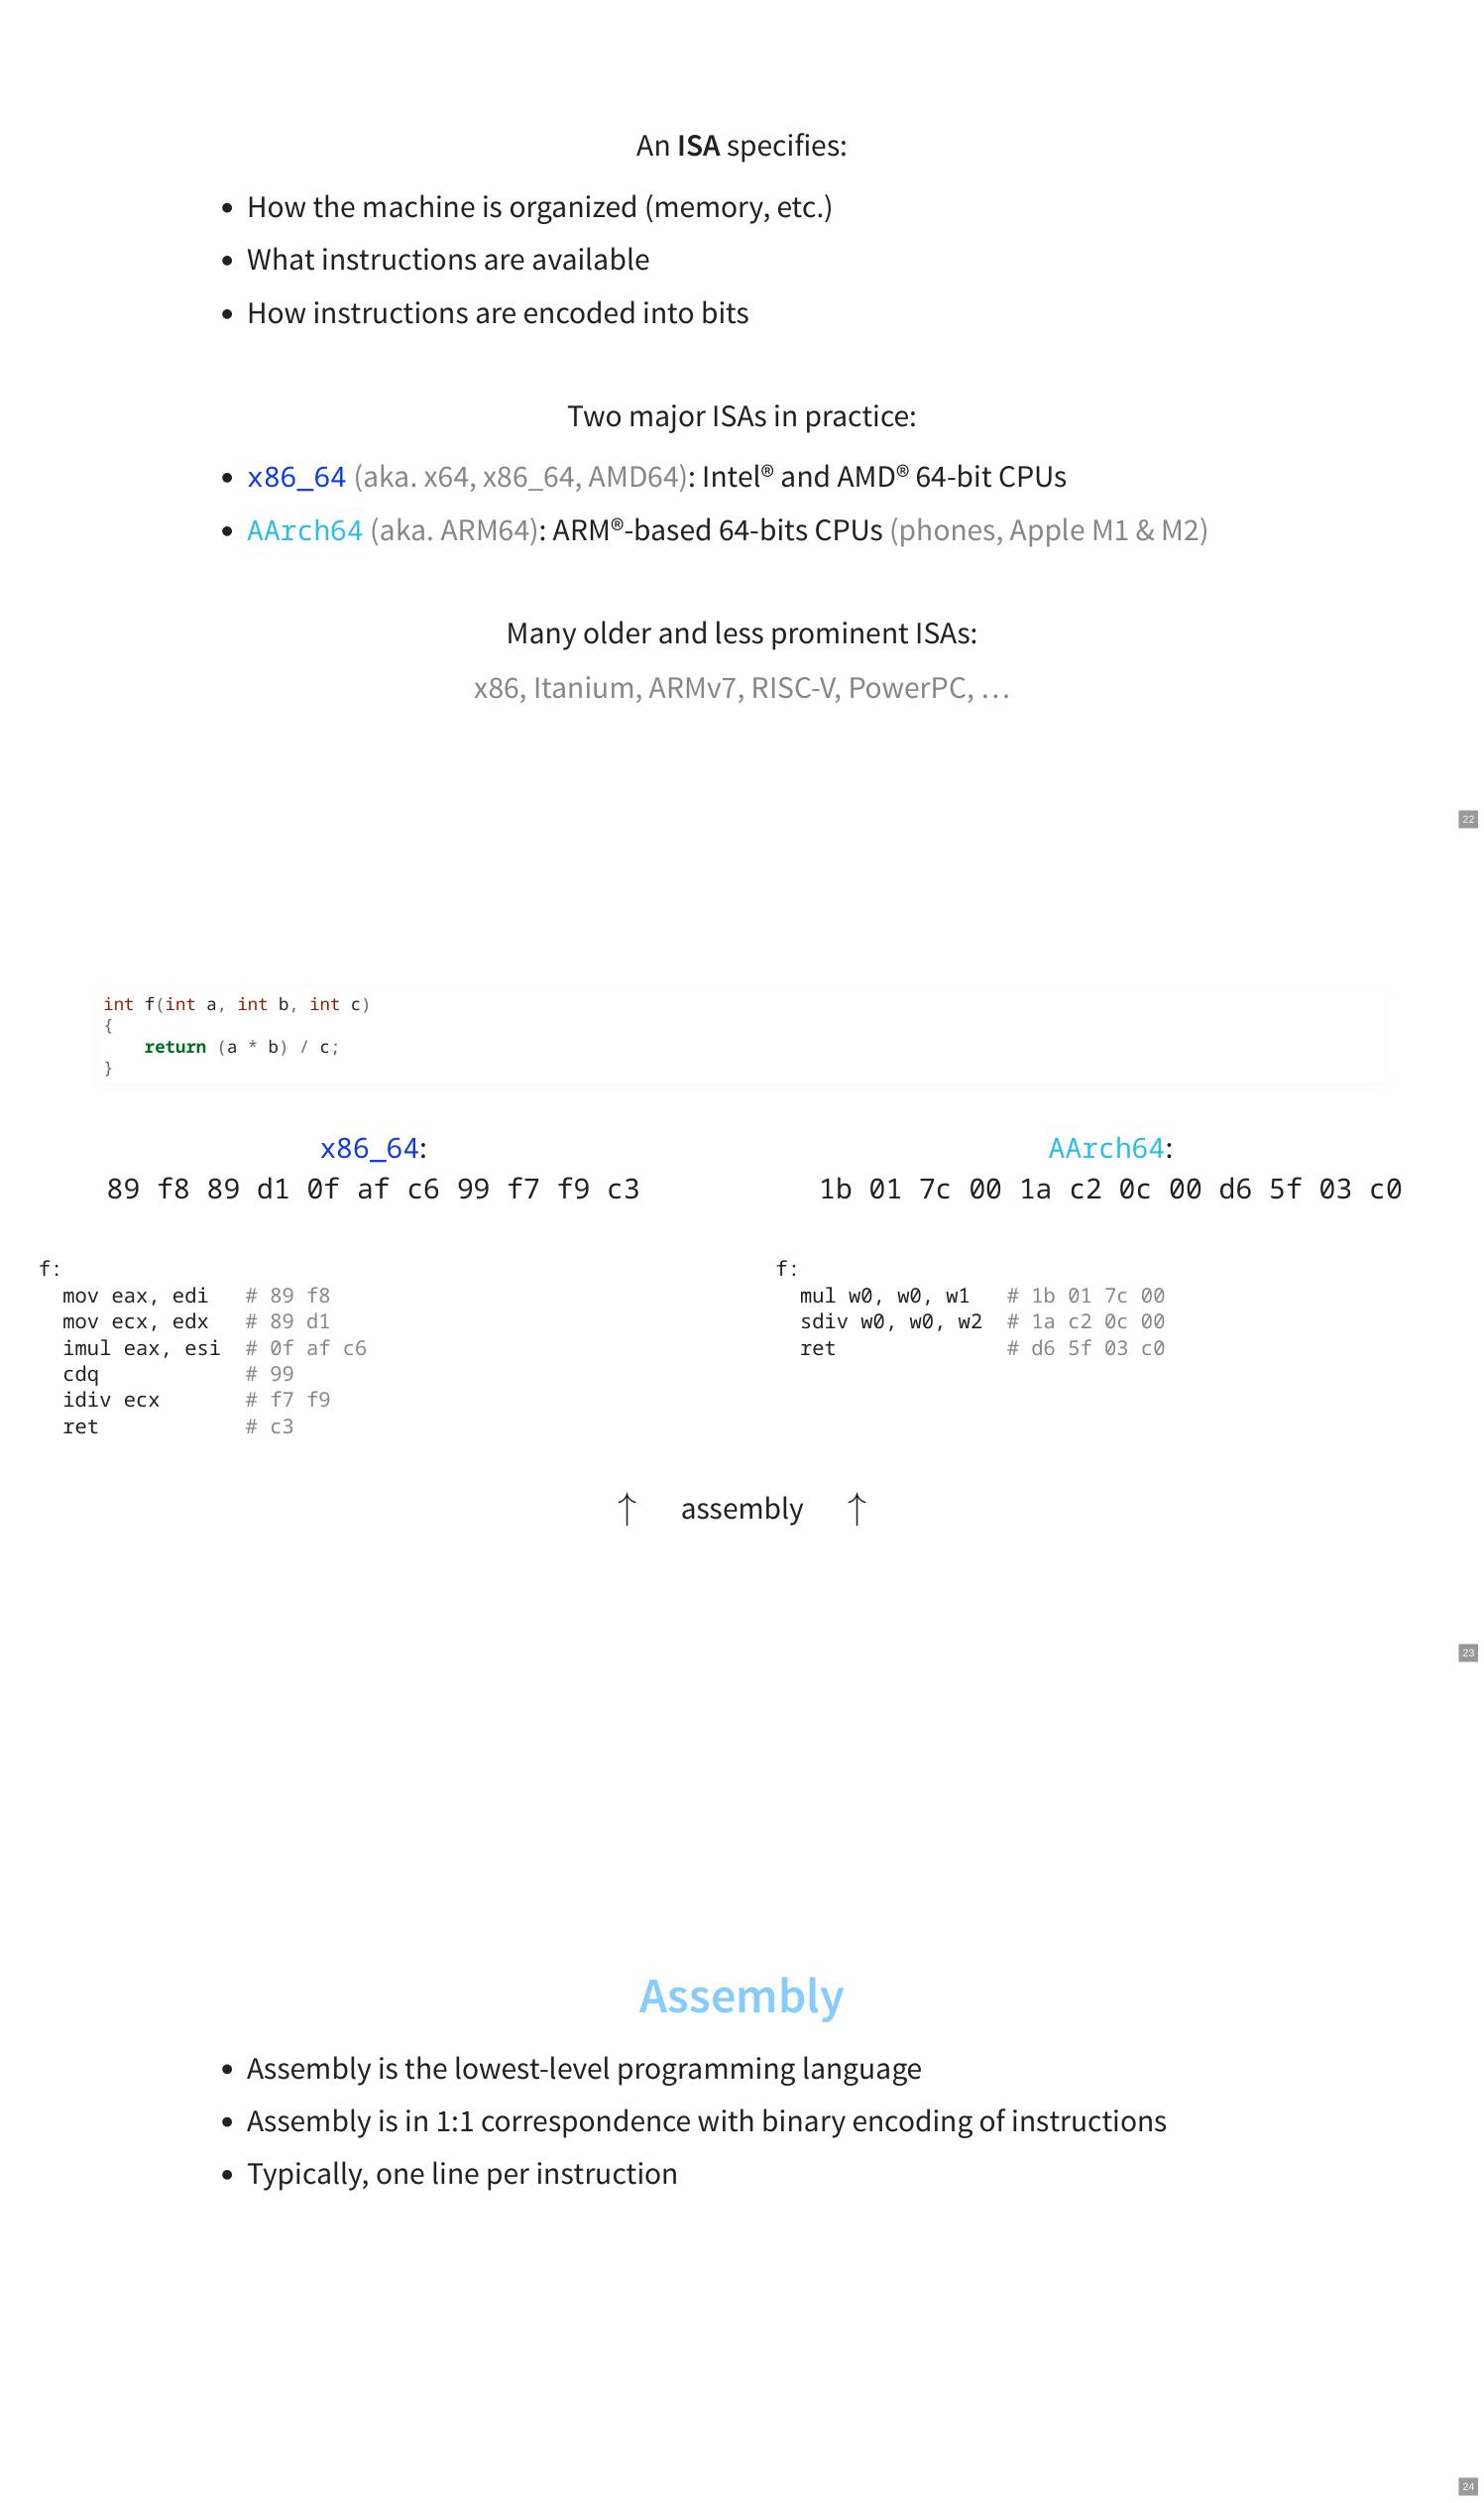 An ISA specifies:
• How the machine is organized (memory, etc.)
• What instructions are available
• How instructions are encoded into bits
Two major ISAs in practice:
• x86_64 (aka. x64, x86_64, AMD64): Intel® and AMD® 64-bit CPUs
• AArch64 (aka. ARM64): ARM®-based 64-bits CPUs (phones, Apple M1 & M2)
Many older and less prominent ISAs:
x86, Itanium, ARMv7, RISC-V, PowerPC, …
22
int f(int a, int b, int c)
{
    return (a * b) / c;
}
x86_64:
89 f8 89 d1 0f af c6 99 f7 f9 c3
f:
  mov eax, edi   # 89 f8
  mov ecx, edx   # 89 d1
  imul eax, esi  # 0f af c6
  cdq            # 99
  idiv ecx       # f7 f9
  ret            # c3
AArch64:
1b 01 7c 00 1a c2 0c 00 d6 5f 03 c0
f:
  mul w0, w0, w1   # 1b 01 7c 00
  sdiv w0, w0, w2  # 1a c2 0c 00
  ret              # d6 5f 03 c0
↑ assembly ↑
23
Assembly
• Assembly is the lowest-level programming language
• Assembly is in 1:1 correspondence with binary encoding of instructions
• Typically, one line per instruction
24